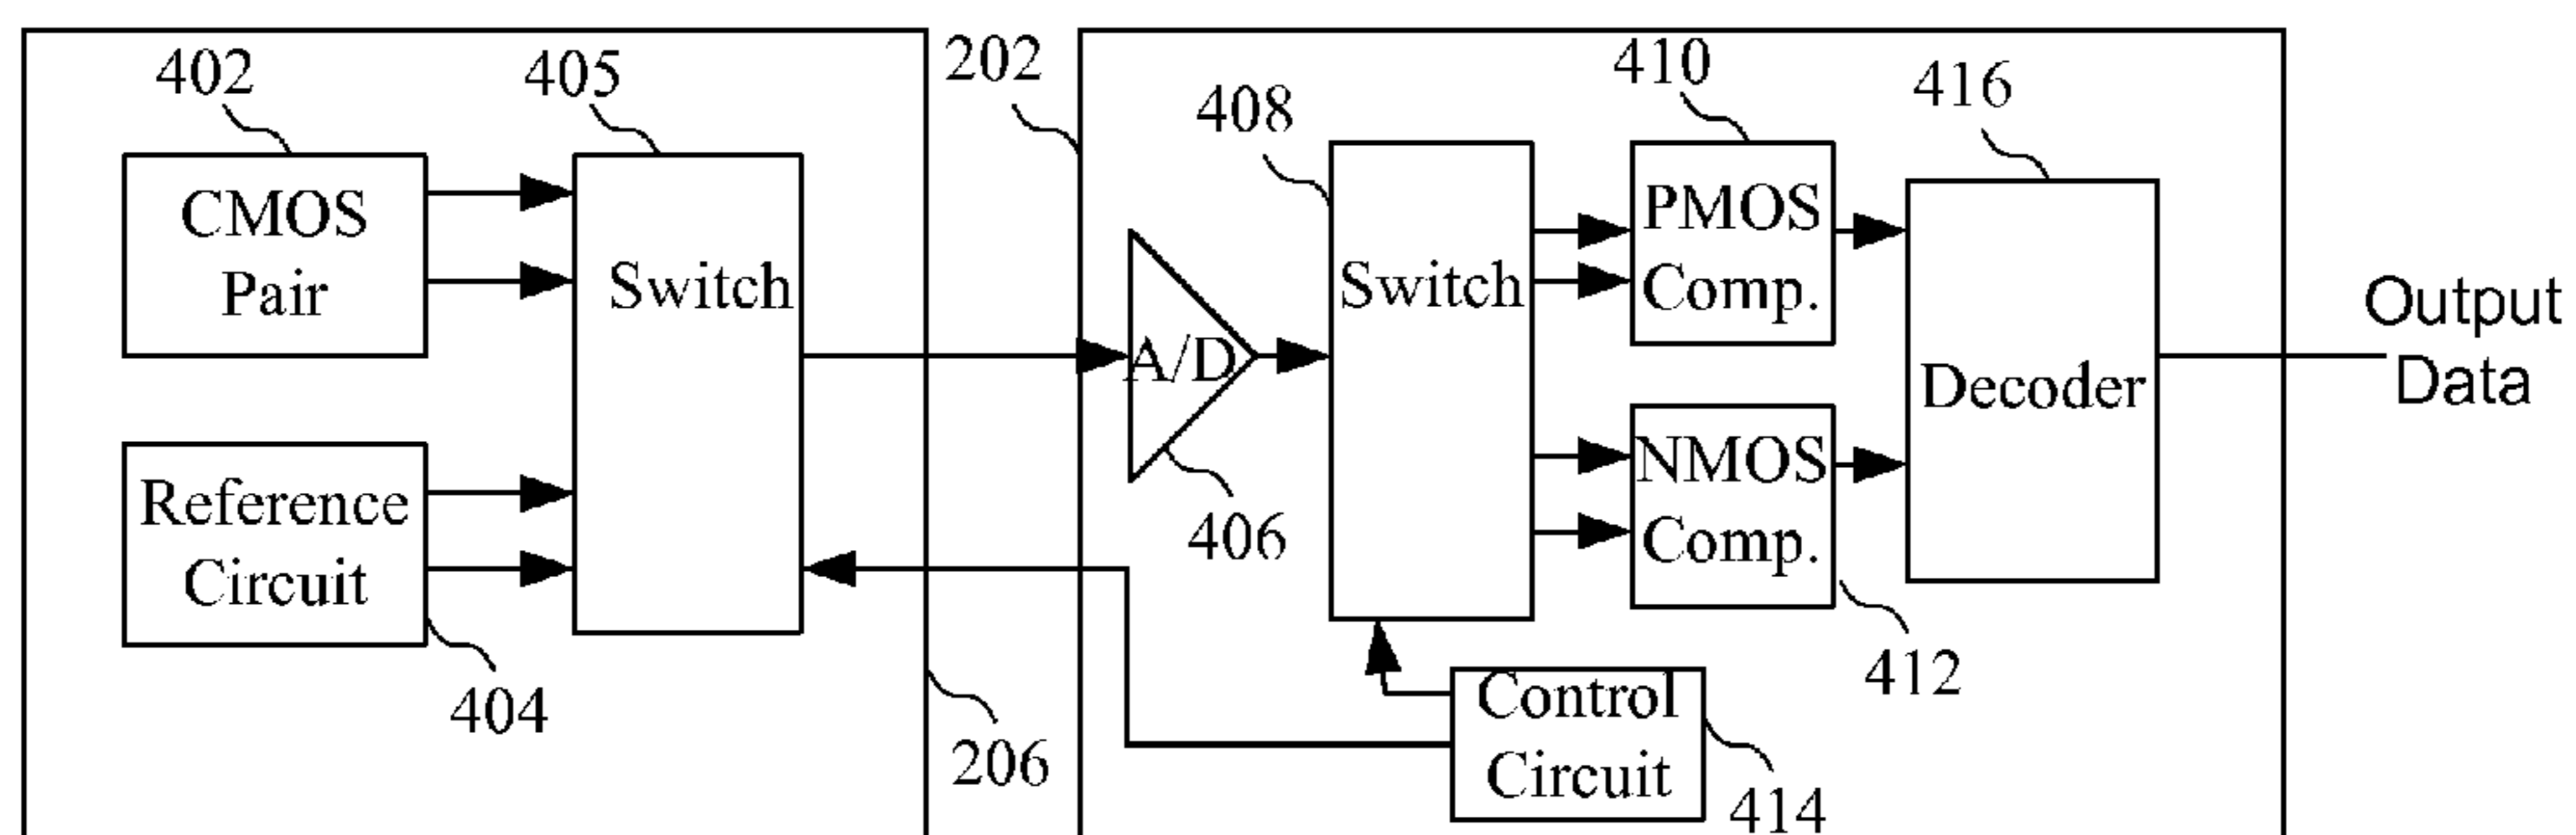 402
405
202
408
410
416
CMOS
Pair
Switch
A/D
Switch
PMOS
Comp.
Decoder
Output
Data
Reference
Circuit
404
406
NMOS
Comp.
412
206
Control
Circuit
414